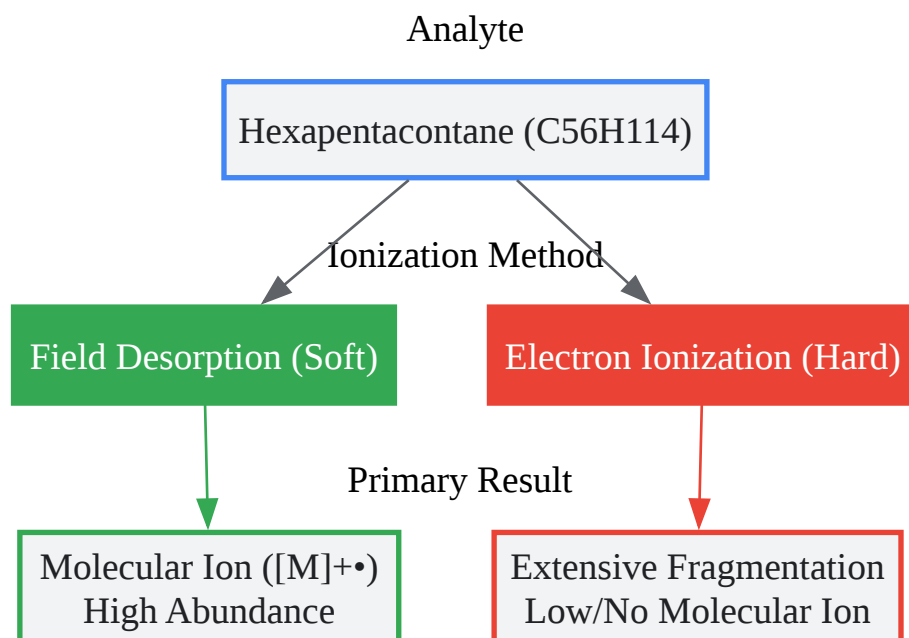 Analyte
Hexapentacontane (C56H114)
Ionization Method
Field Desorption (Soft)
Electron Ionization (Hard)
Primary Result
Molecular Ion ([M]+•)
High Abundance
Extensive Fragmentation
Low/No Molecular Ion